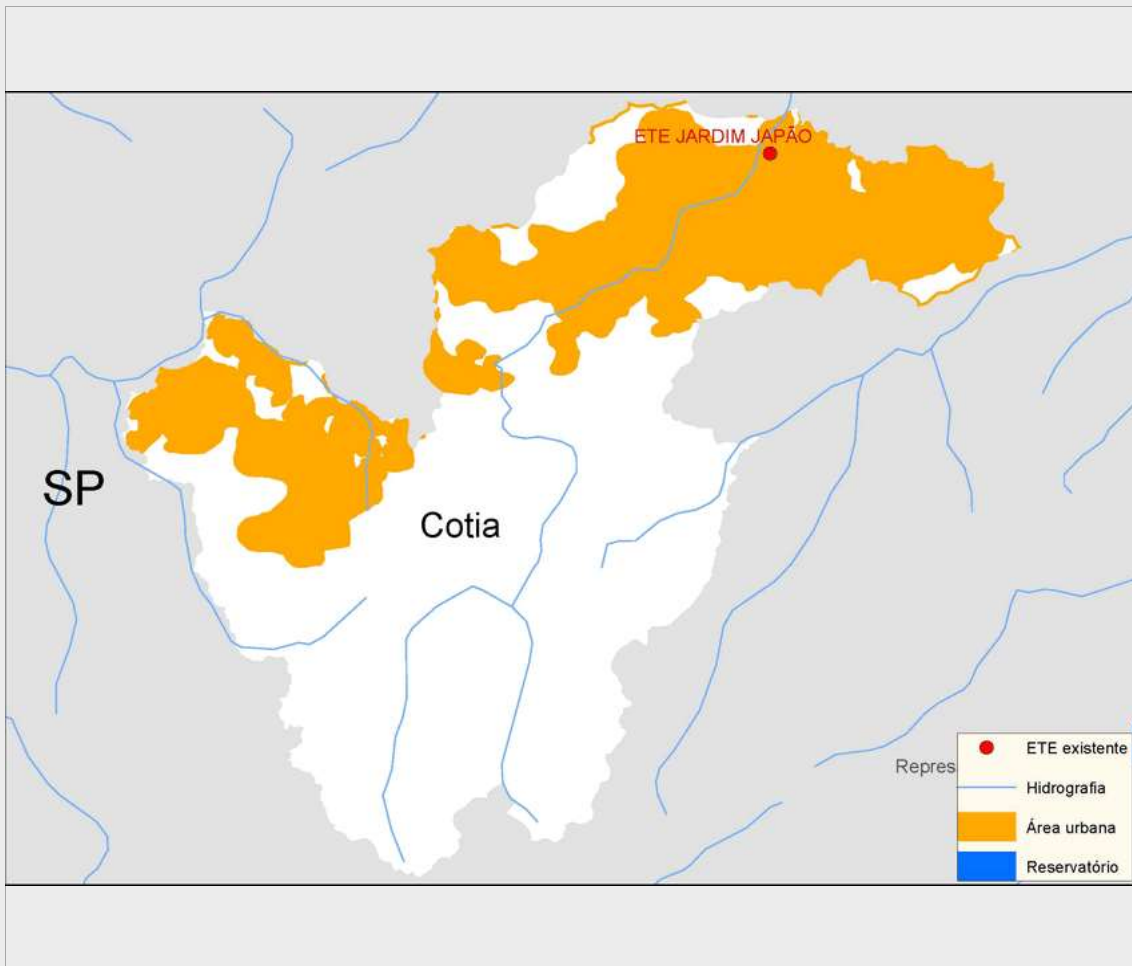 ETE JARDIM JAPÃO
SP
Cotia
Repres
ETE existente
Hidrografia
Área urbana
Reservatório